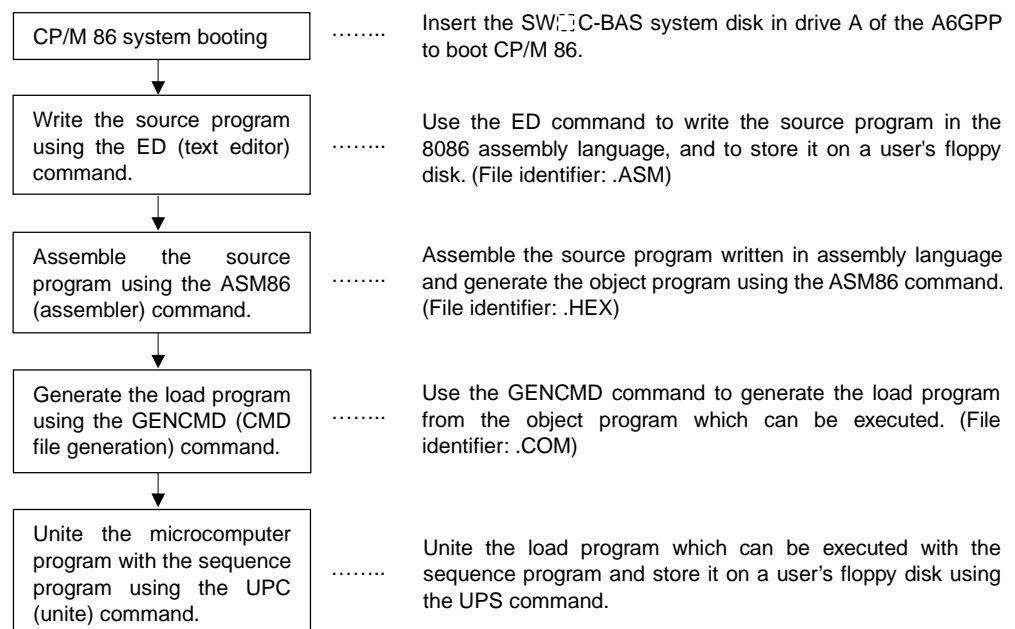 CP/M 86 system booting
……..
Insert the SW C-BAS system disk in drive A of the A6GPP
to boot CP/M 86.
Write the source program
using the ED (text editor)
command.
……..
Use the ED command to write the source program in the
8086 assembly language, and to store it on a user's floppy
disk. (File identifier: .ASM)
Assemble the source
program using the ASM86
(assembler) command.
……..
Assemble the source program written in assembly language
and generate the object program using the ASM86 command.
(File identifier: .HEX)
Generate the load program
using the GENCMD (CMD
file generation) command.
……..
Use the GENCMD command to generate the load program
from the object program which can be executed. (File
identifier: .COM)
Unite the microcomputer
program with the sequence
program using the UPC
(unite) command.
……..
Unite the load program which can be executed with the
sequence program and store it on a user's floppy disk using
the UPS command.